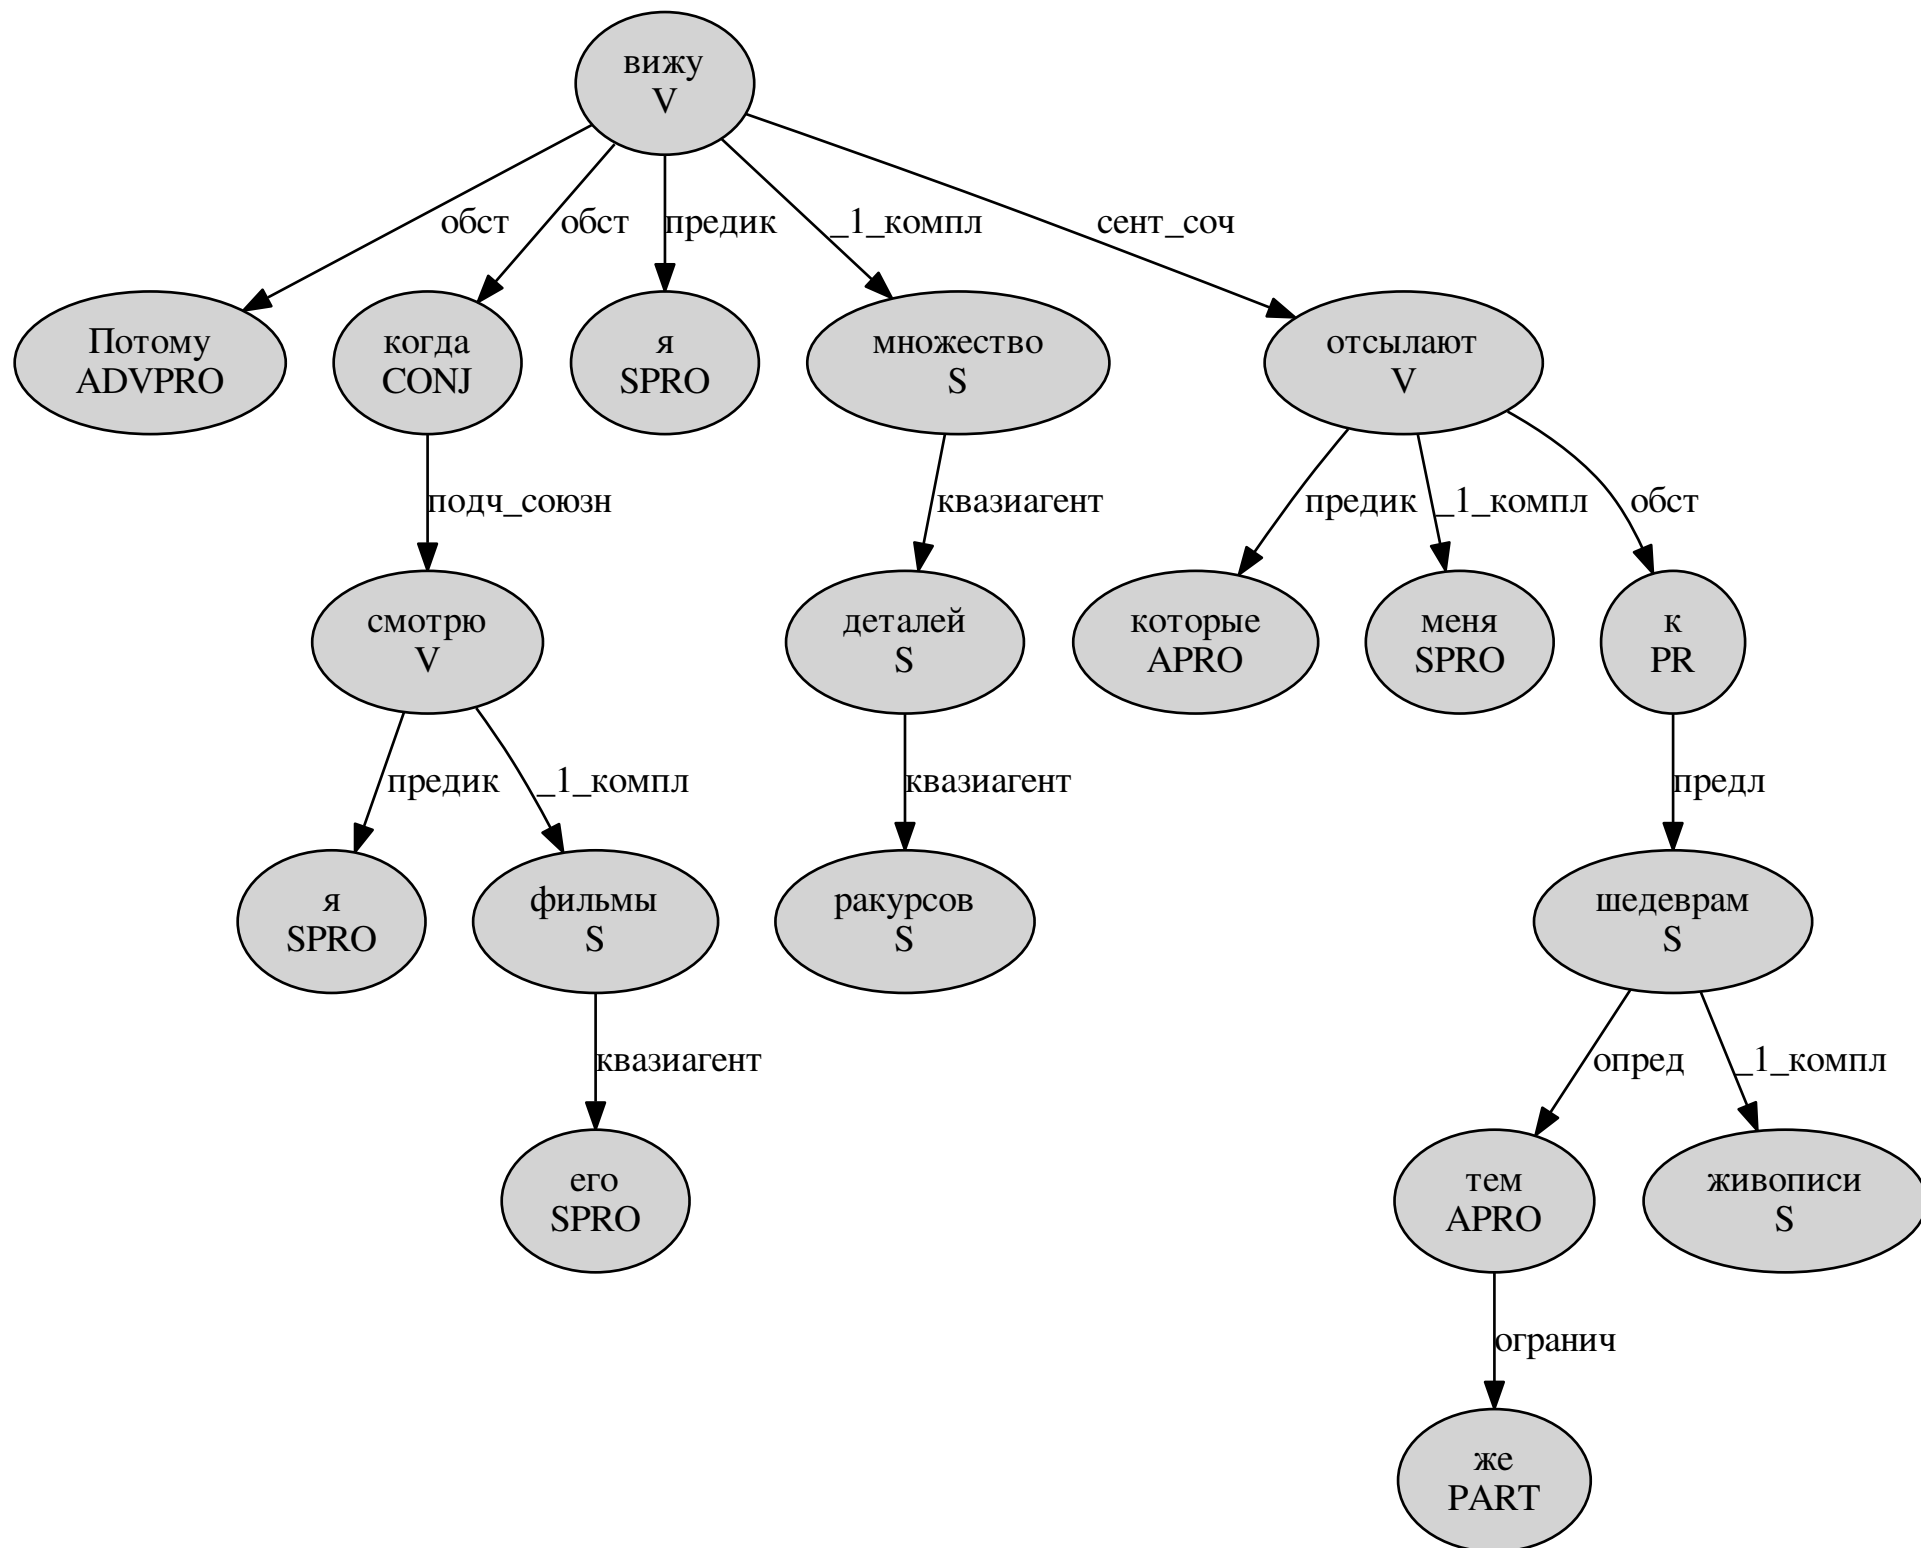 вижу
V
обст
обст
предик
_1_компл
сент_соч
Потому
ADVPRO
когда
CONJ
я
SPRO
множество
S
отсылают
V
подч_союзн
квазиагент
предик
_1_компл
обст
смотрю
V
деталей
S
которые
APRO
меня
SPRO
к
PR
предик
_1_компл
квазиагент
предл
я
SPRO
фильмы
S
ракурсов
S
шедеврам
S
квазиагент
опред
_1_компл
его
SPRO
тем
APRO
живописи
S
огранич
же
PART